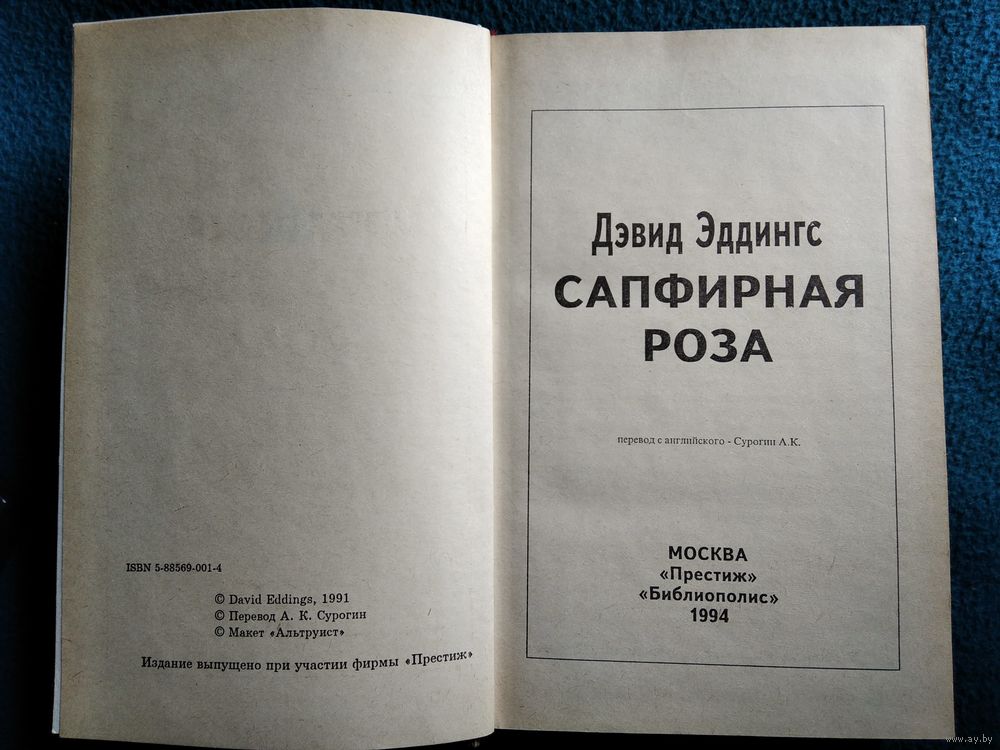 ISBN 5-88569-001-4
© David Eddings, 1991
© Перевод А. К. Сурогин
© Макет «Альтруист»
Издание выпущено при участии фирмы «Престиж»
Дэвид Эддингс
САПФИРНАЯ
РОЗА
перевод с английского - Сурогин А.К.
МОСКВА
«Престиж»
«Библиополис»
1994
www.ay.by